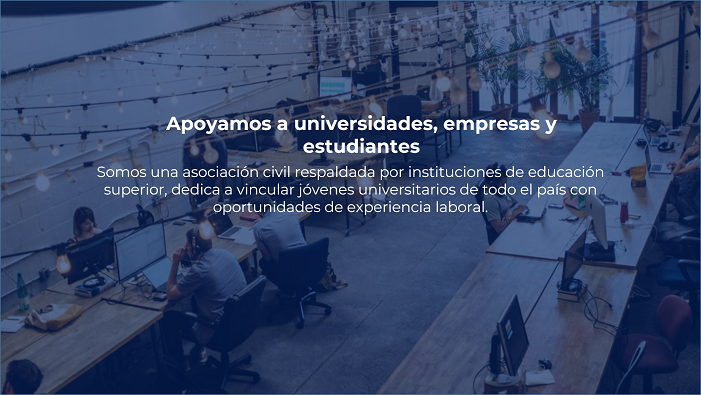 Apoyamos a universidades, empresas y
estudiantes
Somos una asociación civil respaldada por instituciones de educación
superior, dedica a vincular jóvenes universitarios de todo el país con
oportunidades de experiencia laboral.